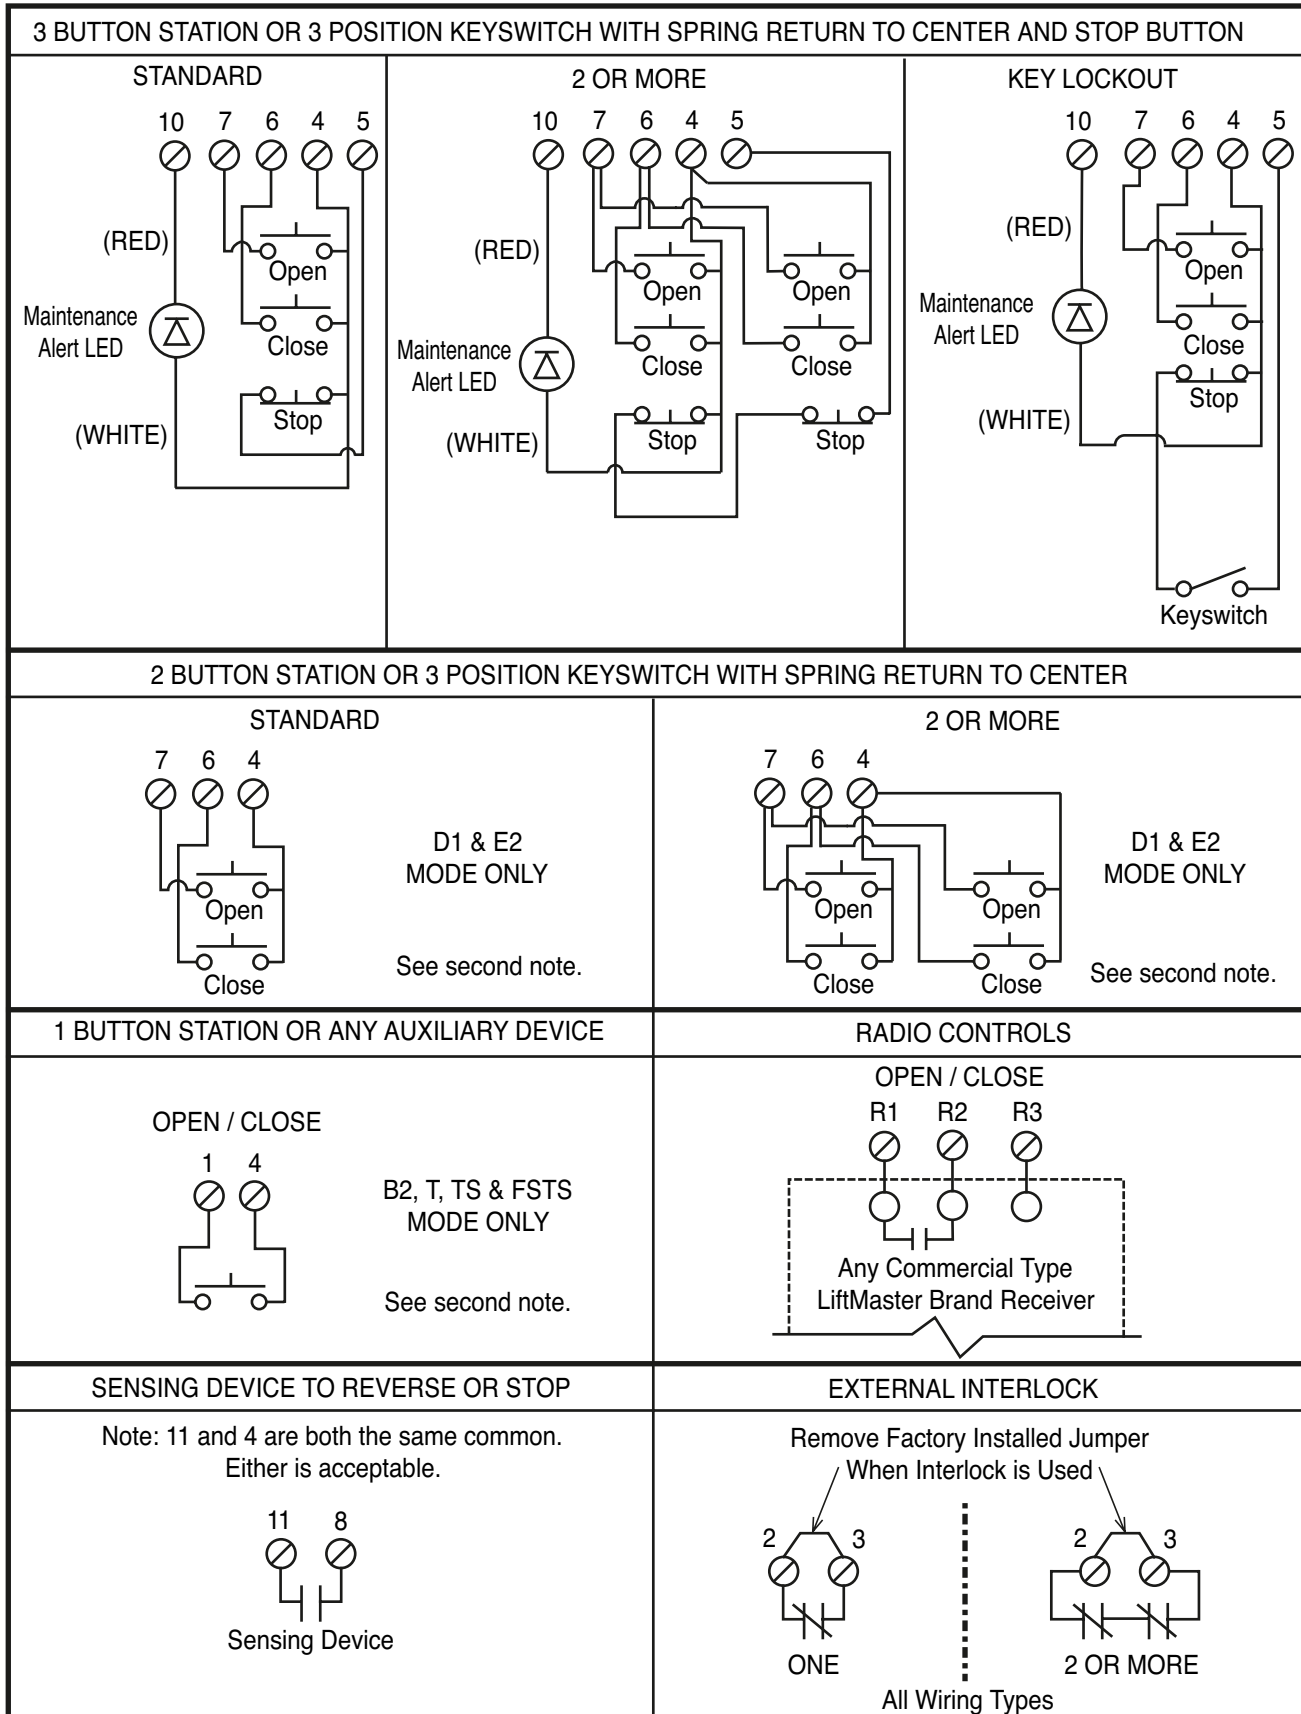 3 BUTTON STATION OR 3 POSITION KEYSWITCH WITH SPRING RETURN TO CENTER AND STOP BUTTON
STANDARD
10 7 6 4 5
(RED)
Open
Maintenance
Alert LED
Close
Stop
(WHITE)
2 OR MORE
10 7 6 4 5
(RED)
Open Open
Maintenance
Alert LED
Close Close
(WHITE)
Stop Stop
KEY LOCKOUT
10 7 6 4 5
(RED)
Open
Maintenance
Alert LED
Close
Stop
(WHITE)
Keyswitch
2 BUTTON STATION OR 3 POSITION KEYSWITCH WITH SPRING RETURN TO CENTER
STANDARD
7 6 4
D1 & E2
MODE ONLY
Open
See second note.
Close
2 OR MORE
7 6 4
D1 & E2
MODE ONLY
Open Open
See second note.
Close Close
1 BUTTON STATION OR ANY AUXILIARY DEVICE
OPEN / CLOSE
1 4
B2, T, TS & FSTS
MODE ONLY
See second note.
RADIO CONTROLS
OPEN / CLOSE
R1 R2 R3
Any Commercial Type
LiftMaster Brand Receiver
SENSING DEVICE TO REVERSE OR STOP
Note: 11 and 4 are both the same common.
Either is acceptable.
11 8
Sensing Device
EXTERNAL INTERLOCK
Remove Factory Installed Jumper
When Interlock is Used
2 3 2 3
ONE 2 OR MORE
All Wiring Types